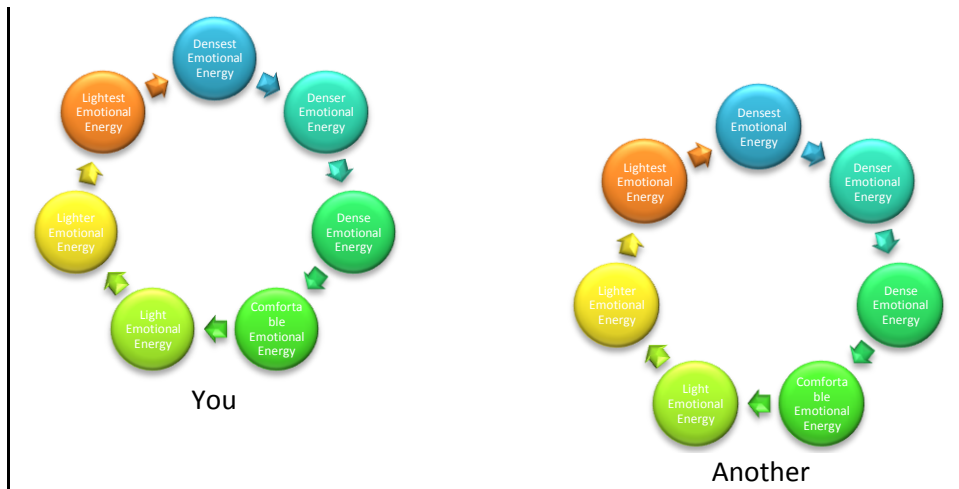 Densest
Emotional
Energy
Denser
Emotional
Energy
Dense
Emotional
Energy
Comforta
ble
Emotional
Energy
Light
Emotional
Energy
Lighter
Emotional
Energy
Lightest
Emotional
Energy
You
Densest
Emotional
Energy
Denser
Emotional
Energy
Dense
Emotional
Energy
Comforta
ble
Emotional
Energy
Light
Emotional
Energy
Lighter
Emotional
Energy
Lightest
Emotional
Energy
Another